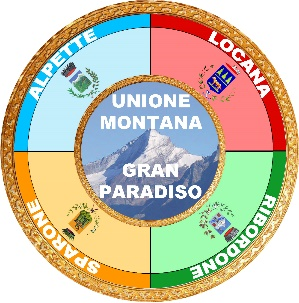 ALPETTE
LOCANA
UNIONE
MONTANA
GRAN
PARADISO
SPARONE
RIBORDONE